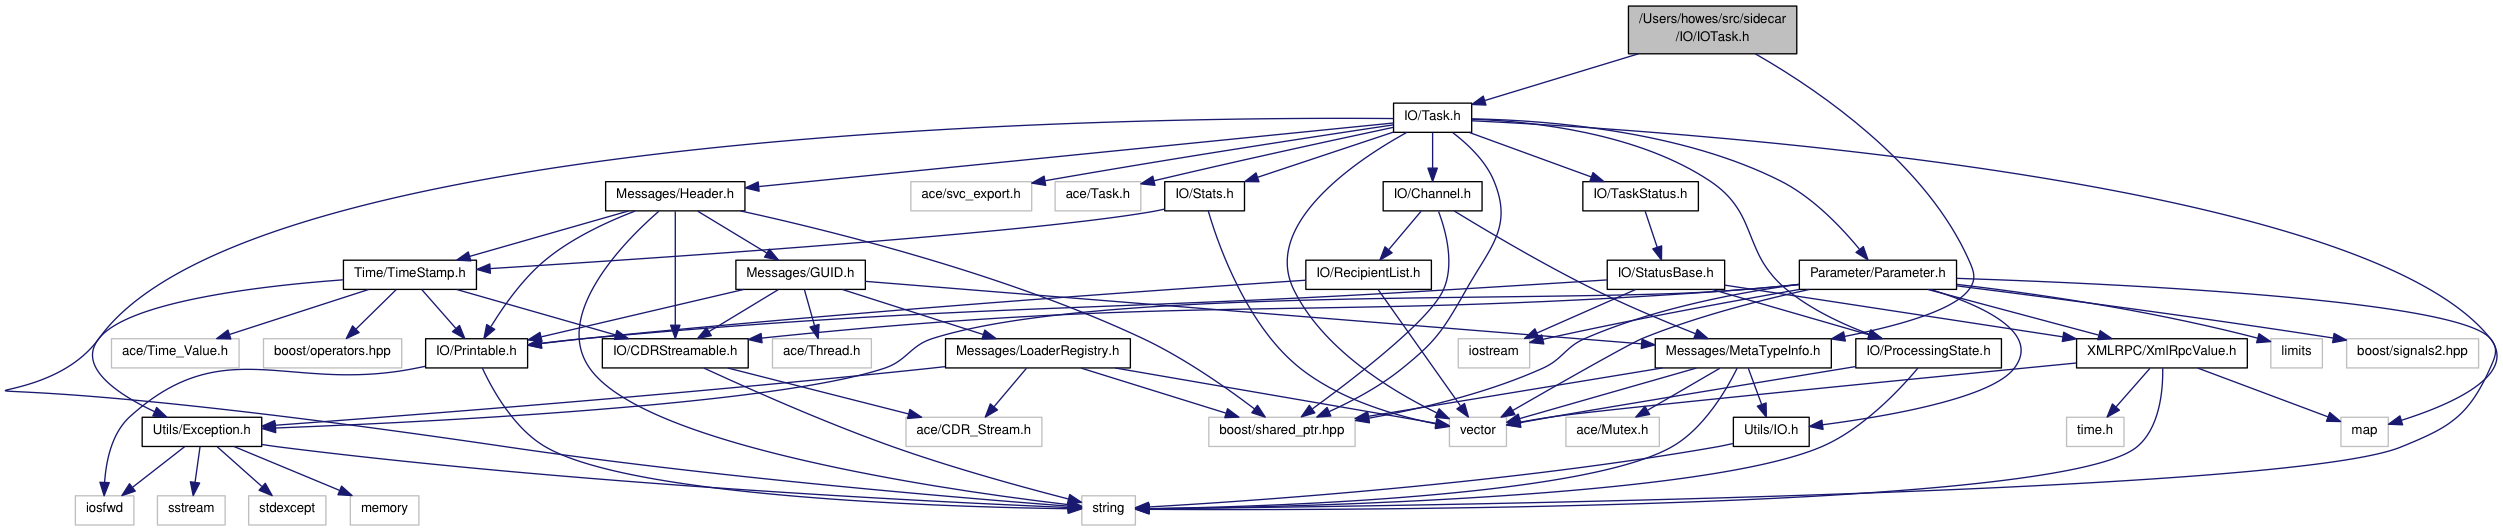 /Users/howes/src/sidecar
/IO/IOTask.h
IO/Task.h
Messages/Header.h
ace/svc_export.h
ace/Task.h
IO/Stats.h
IO/Channel.h
IO/TaskStatus.h
Time/TimeStamp.h
Messages/GUID.h
IO/RecipientList.h
IO/StatusBase.h
Parameter/Parameter.h
ace/Time_Value.h
boost/operators.hpp
IO/Printable.h
IO/CDRStreamable.h
ace/Thread.h
Messages/LoaderRegistry.h
iostream
Messages/MetaTypeInfo.h
IO/ProcessingState.h
XMLRPC/XmlRpcValue.h
limits
boost/signals2.hpp
Utils/Exception.h
ace/CDR_Stream.h
boost/shared_ptr.hpp
vector
ace/Mutex.h
Utils/IO.h
time.h
map
iosfwd
sstream
stdexcept
memory
string